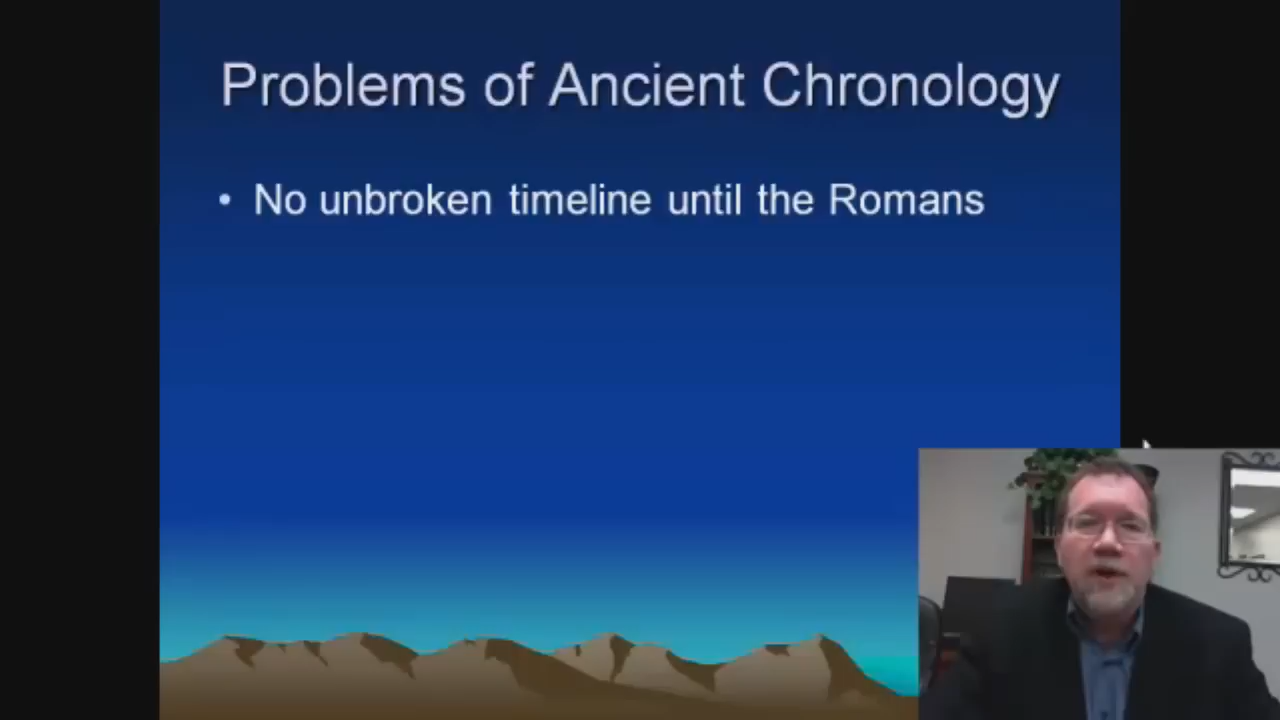 Problems of Ancient Chronology
• No unbroken timeline until the Romans